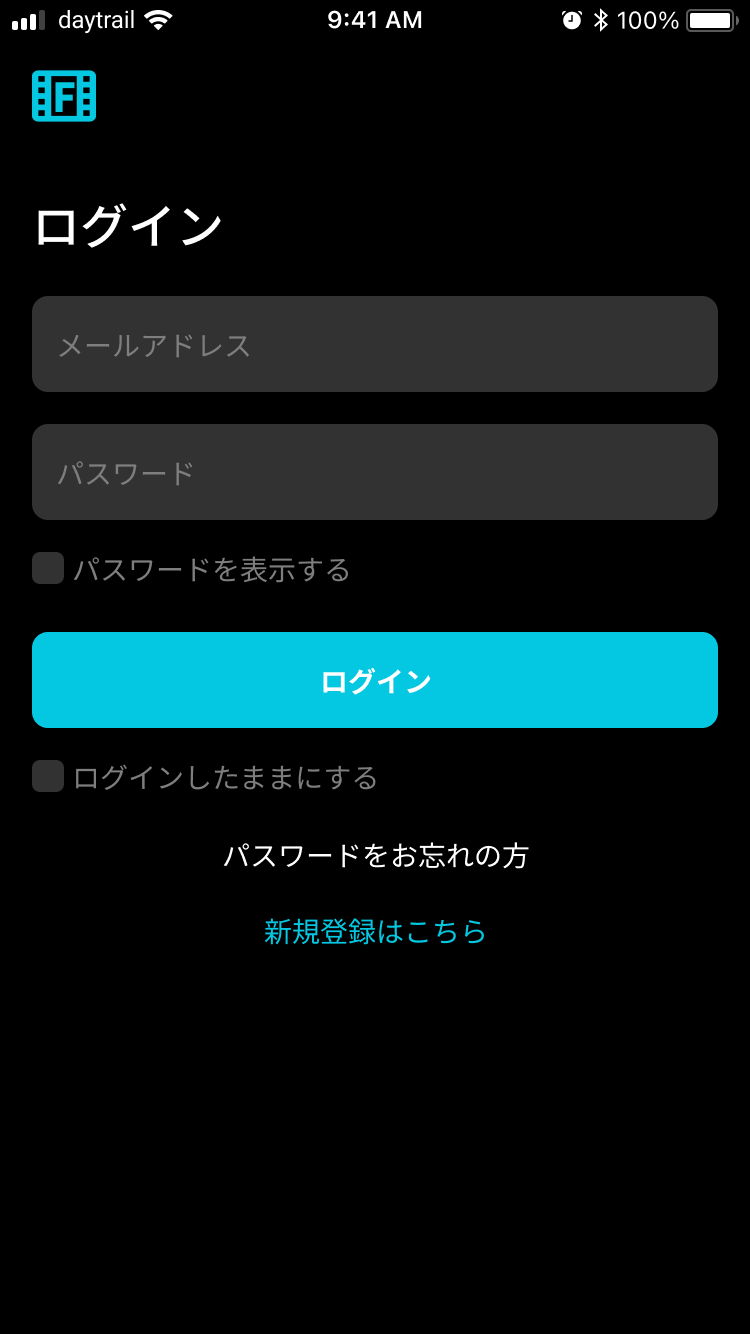 daytrail 9:41 AM 100%
F
ログイン
メールアドレス
パスワード
パスワードを表示する
ログイン
ログインしたままにする
パスワードをお忘れの方
新規登録はこちら